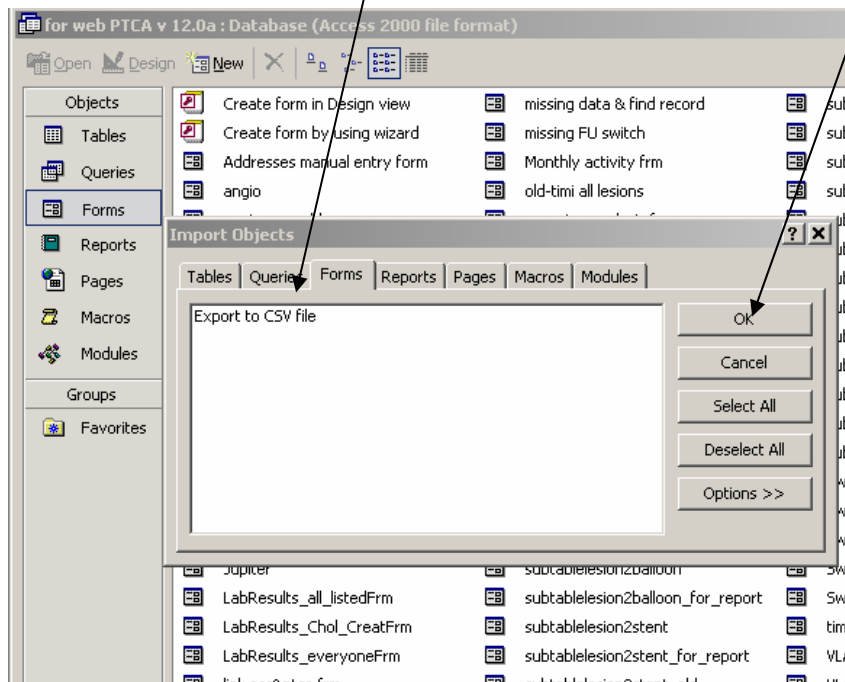 for web PTCA v 12.0a : Database (Access 2000 file format)
Open Design New
Objects
Tables
Queries
Forms
Reports
Pages
Macros
Modules
Groups
Favorites
Create form in Design view
Create form by using wizard
Addresses manual entry form
angio
missing data & find record
missing FU switch
Monthly activity frm
old-timi all lesions
Import Objects
Tables Queries Forms Reports Pages Macros Modules
Export to CSV file
OK
Cancel
Select All
Deselect All
Options >>
Jupiter
LabResults_all_listedFrm
LabResults_Chol_CreatFrm
LabResults_everyoneFrm
subtablelesion2balloon
subtablelesion2balloon_for_report
subtablelesion2stent
subtablelesion2stent_for_report